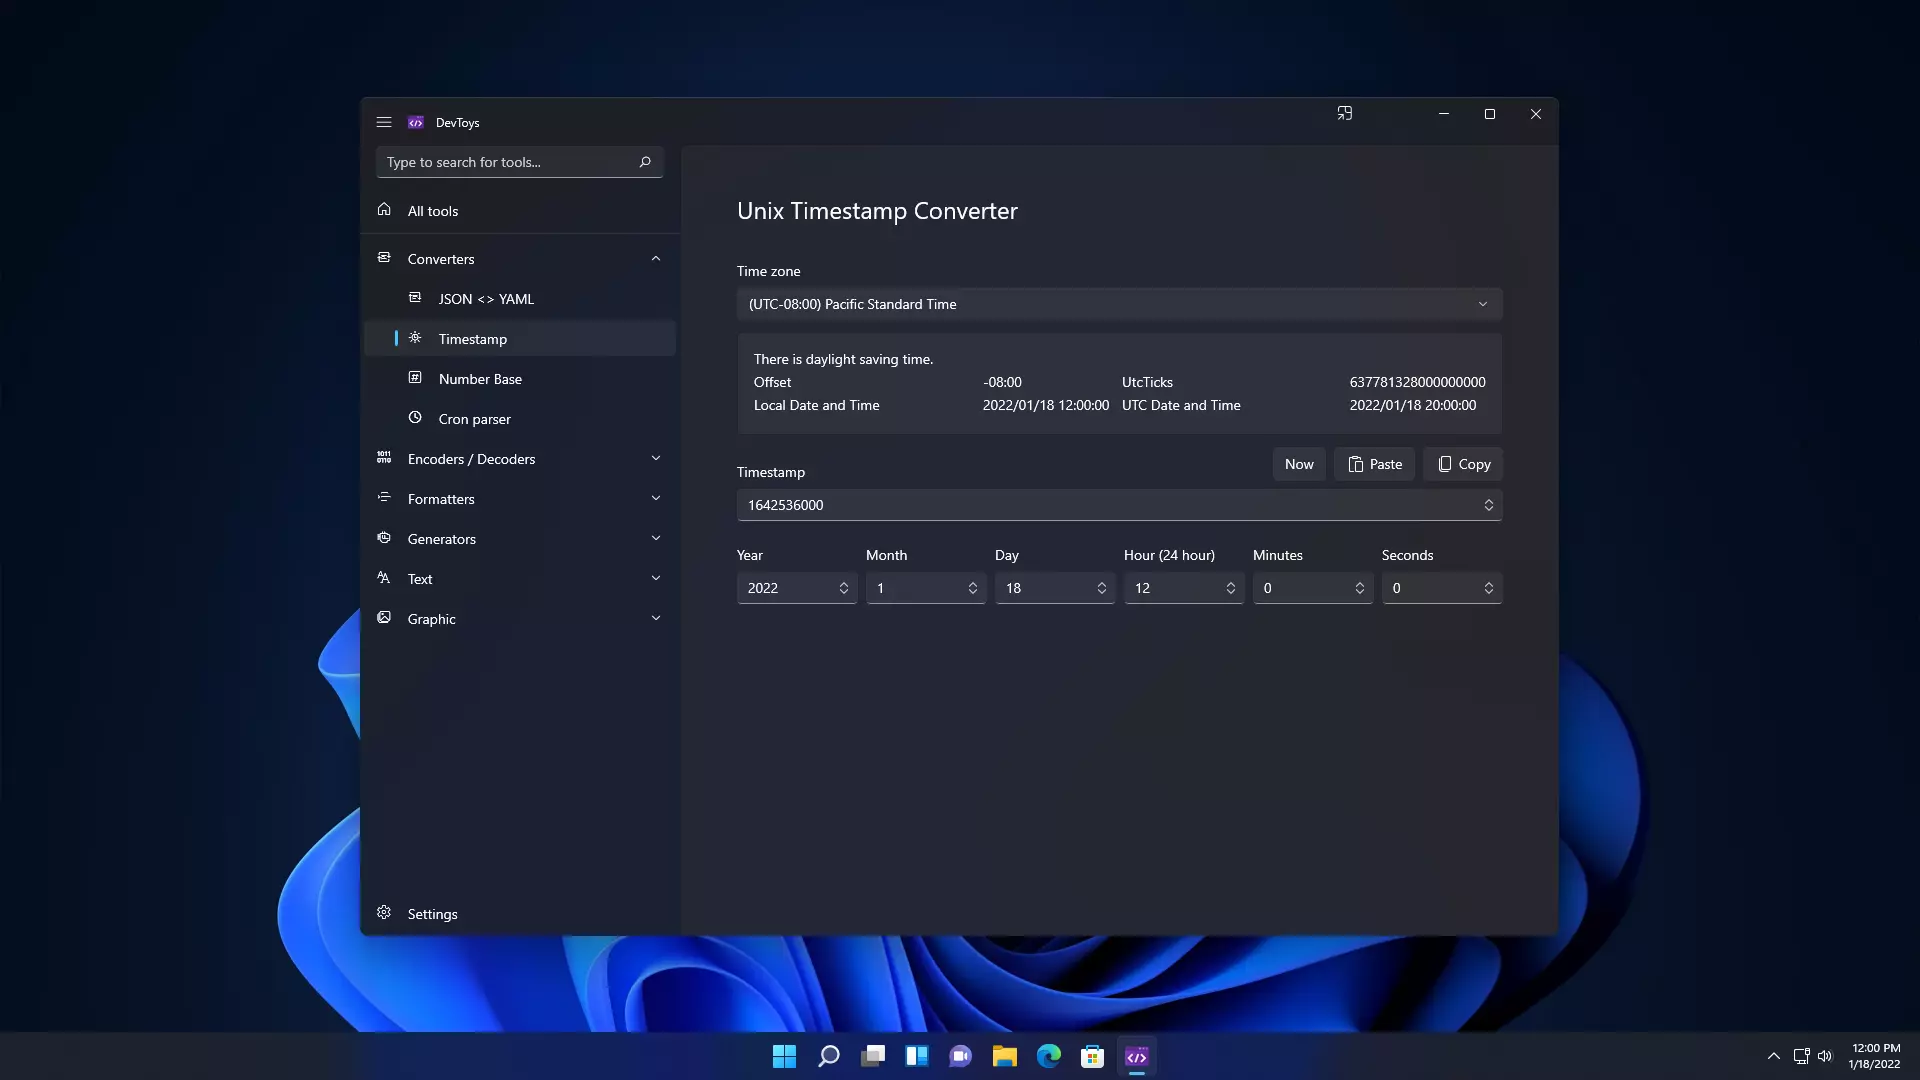 DevToys
Type to search for tools...
All tools
Converters
JSON <> YAML
Timestamp
Number Base
Cron parser
Encoders / Decoders
Formatters
Generators
Text
Graphic
Settings
Unix Timestamp Converter
Time zone
(UTC-08:00) Pacific Standard Time
There is daylight saving time.
Offset -08:00 UtcTicks 637781328000000000
Local Date and Time 2022/01/18 12:00:00 UTC Date and Time 2022/01/18 20:00:00
Timestamp Now Paste Copy
1642536000
Year Month Day Hour (24 hour) Minutes Seconds
2022 1 18 12 0 0
12:00 PM
1/18/2022